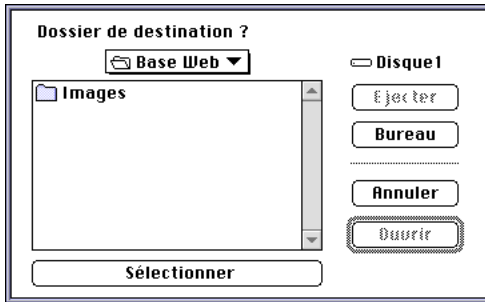 Dossier de destination ?
Base Web
Disque1
Images
Ejecter
Bureau
Annuler
Ouvrir
Sélectionner